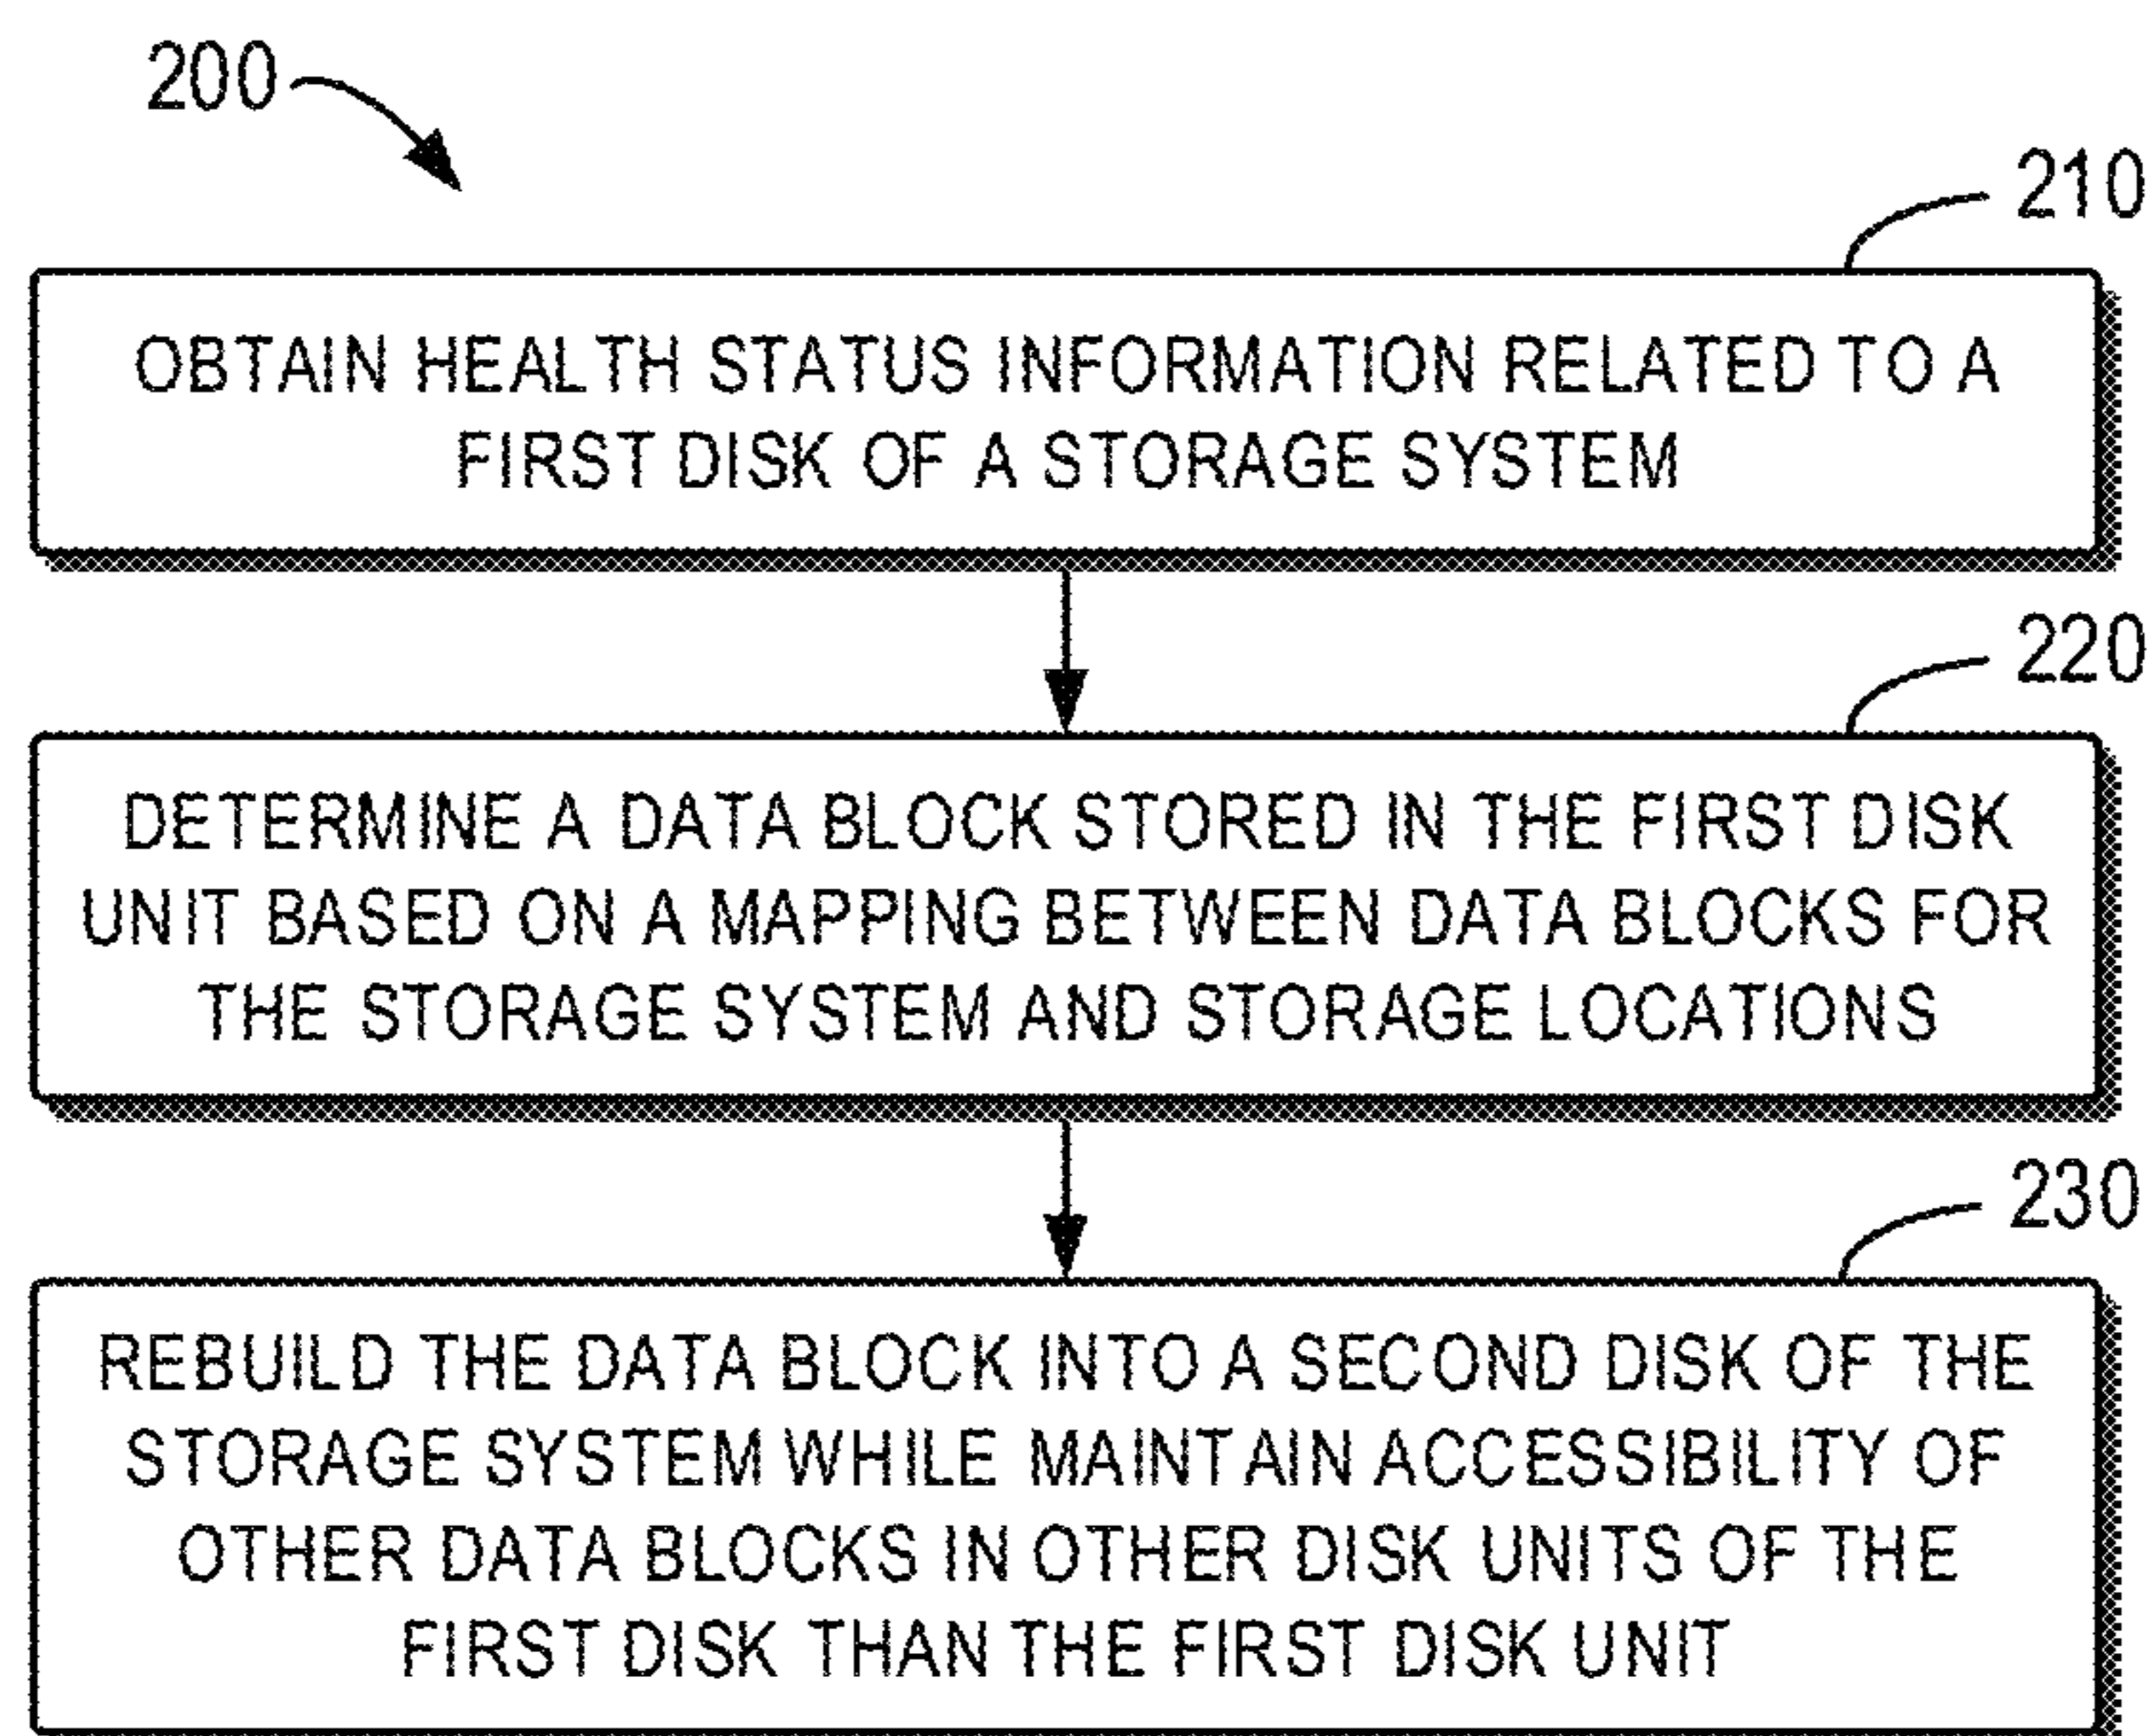 200
210
OBTAIN HEALTH STATUS INFORMATION RELATED TO A
FIRST DISK OF A STORAGE SYSTEM
220
DETERMINE A DATA BLOCK STORED IN THE FIRST DISK
UNIT BASED ON A MAPPING BETWEEN DATA BLOCKS FOR
THE STORAGE SYSTEM AND STORAGE LOCATIONS
230
REBUILD THE DATA BLOCK INTO A SECOND DISK OF THE
STORAGE SYSTEM WHILE MAINTAIN ACCESSIBILITY OF
OTHER DATA BLOCKS IN OTHER DISK UNITS OF THE
FIRST DISK THAN THE FIRST DISK UNIT